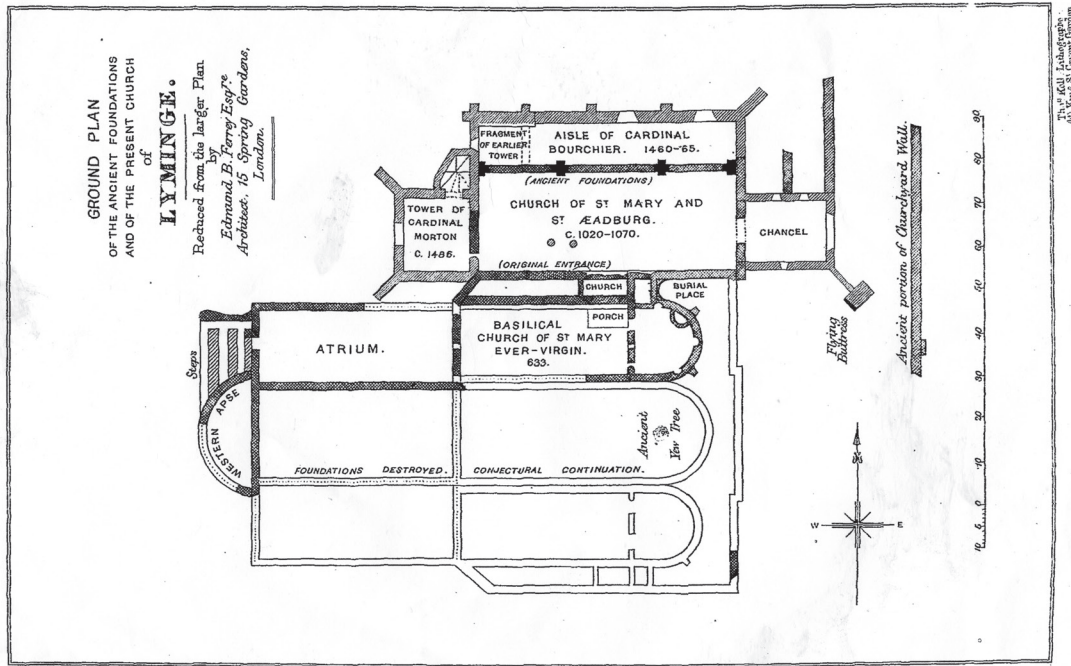 GROUND PLAN
OF THE ANCIENT FOUNDATIONS
AND OF THE PRESENT CHURCH
of
LYMINGE.
Reduced from the larger Plan
by
Edmund B. Ferrey Esqre
Architect, 15 Spring Gardens,
London.
FRAGMENT
OF EARLIER
TOWER
AISLE OF CARDINAL
BOURCHIER. 1460-'65.
(ANCIENT FOUNDATIONS)
TOWER OF
CARDINAL
MORTON
C. 1486.
CHURCH OF ST MARY AND
ST ÆADBURG.
C. 1020-1070.
(ORIGINAL ENTRANCE)
CHANCEL
CHURCH
PORCH
BURIAL
PLACE
Steps
ATRIUM.
BASILICAL
CHURCH OF ST MARY
EVER-VIRGIN.
633.
WESTERN APSE
Ancient
Yew Tree
FOUNDATIONS DESTROYED. CONJECTURAL CONTINUATION.
Flying
Buttress
Ancient portion of Churchyard Wall.
W E
10 5 0 10 20 30 40 50 60 70 80 90
Lithographe
Covent Garden